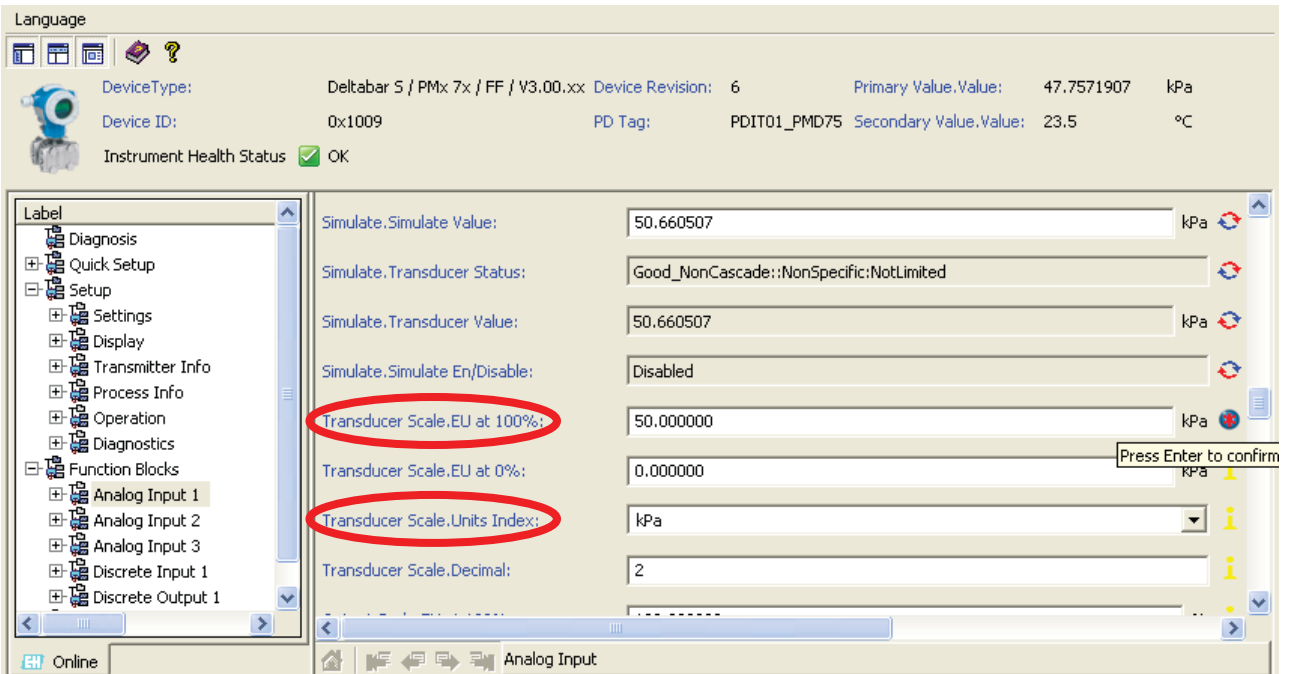 Language
DeviceType: Deltabar S / PMx 7x / FF / V3.00.xx Device Revision: 6 Primary Value.Value: 47.7571907 kPa
Device ID: 0x1009 PD Tag: PDIT01_PMD75 Secondary Value.Value: 23.5 °C
Instrument Health Status OK
Label
Diagnosis
Quick Setup
Setup
Settings
Display
Transmitter Info
Process Info
Operation
Diagnostics
Function Blocks
Analog Input 1
Analog Input 2
Analog Input 3
Discrete Input 1
Discrete Output 1
Online
Simulate.Simulate Value: 50.660507 kPa
Simulate.Transducer Status: Good_NonCascade::NonSpecific:NotLimited
Simulate.Transducer Value: 50.660507 kPa
Simulate.Simulate En/Disable: Disabled
Transducer Scale.EU at 100%: 50.000000 kPa
Press Enter to confirm
Transducer Scale.EU at 0%: 0.000000 kPa
Transducer Scale.Units Index: kPa
Transducer Scale.Decimal: 2
Analog Input